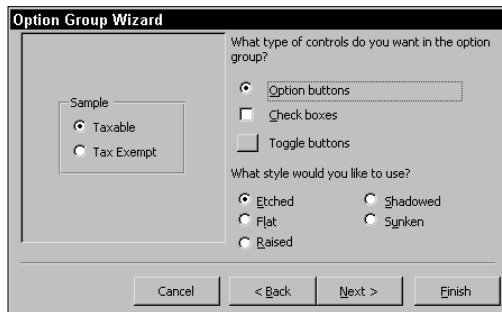 Option Group Wizard
What type of controls do you want in the option
group?
Option buttons
Check boxes
Toggle buttons
Sample
Taxable
Tax Exempt
What style would you like to use?
Etched
Shadowed
Flat
Sunken
Raised
Cancel
< Back
Next >
Finish